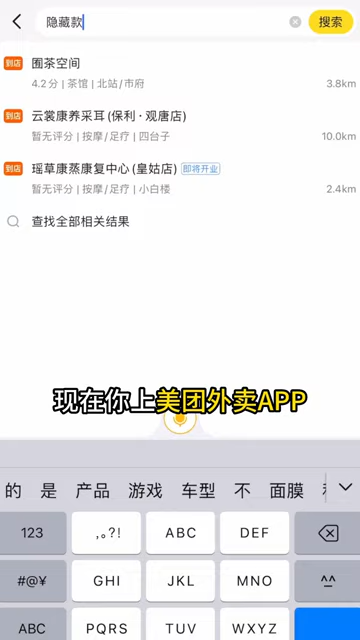 隐藏款
搜索
到店 囿茶空间
4.2分 | 茶馆 | 北站/市府 3.8km
到店 云裳康养采耳(保利·观唐店)
暂无评分 | 按摩/足疗 | 四台子 10.0km
到店 瑶草康蒸康复中心(皇姑店) 即将开业
暂无评分 | 按摩/足疗 | 小白楼 2.4km
查找全部相关结果
现在你上美团外卖APP
的 是 产品 游戏 车型 不 面膜
123 ,。?! ABC DEF
#@¥ GHI JKL MNO ^^
ABC PQRS TUV WXYZ